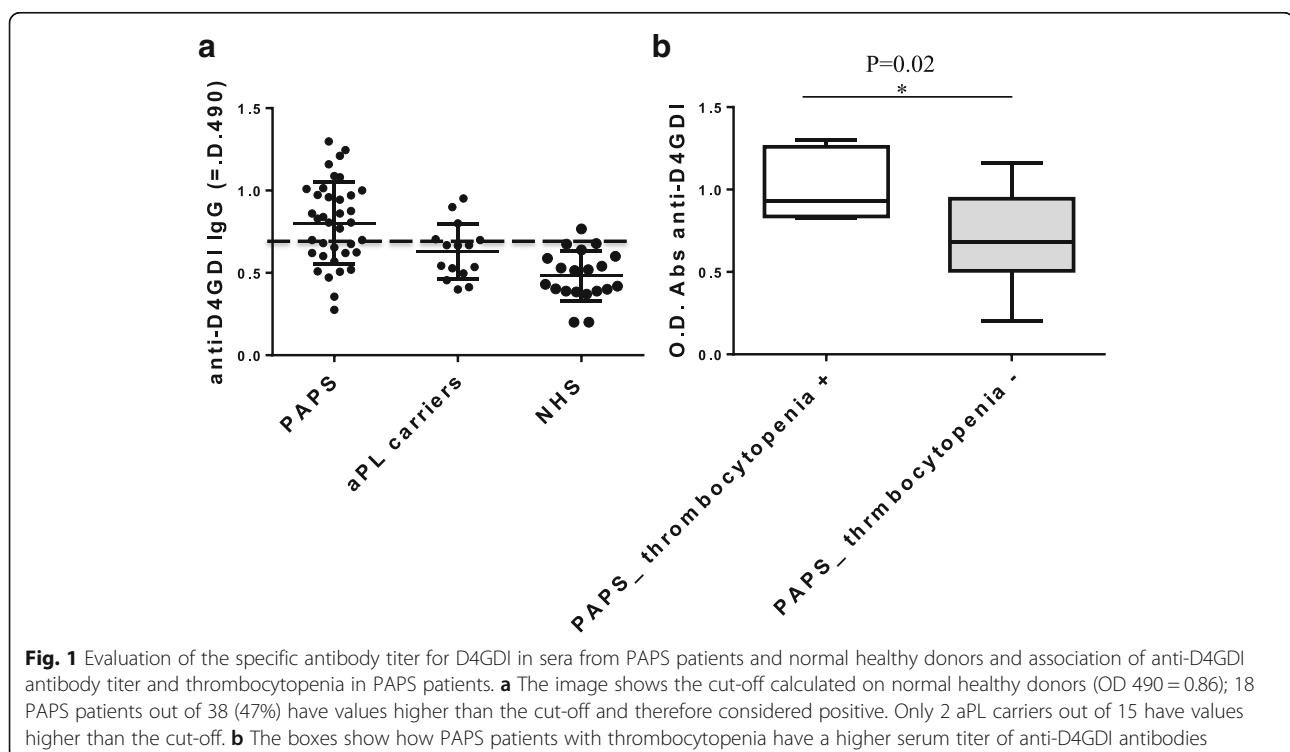 a
b
P=0.02
*
anti-D4GDI IgG (=.D.490)
1.5
1.0
0.5
0.0
PAPS
aPL carriers
NHS
O.D. Abs anti-D4GDI
1.5
1.0
0.5
0.0
PAPS_ thrombocytopenia +
PAPS_ thrmbocytopenia -
Fig. 1 Evaluation of the specific antibody titer for D4GDI in sera from PAPS patients and normal healthy donors and association of anti-D4GDI
antibody titer and thrombocytopenia in PAPS patients. a The image shows the cut-off calculated on normal healthy donors (OD 490 = 0.86); 18
PAPS patients out of 38 (47%) have values higher than the cut-off and therefore considered positive. Only 2 aPL carriers out of 15 have values
higher than the cut-off. b The boxes show how PAPS patients with thrombocytopenia have a higher serum titer of anti-D4GDI antibodies